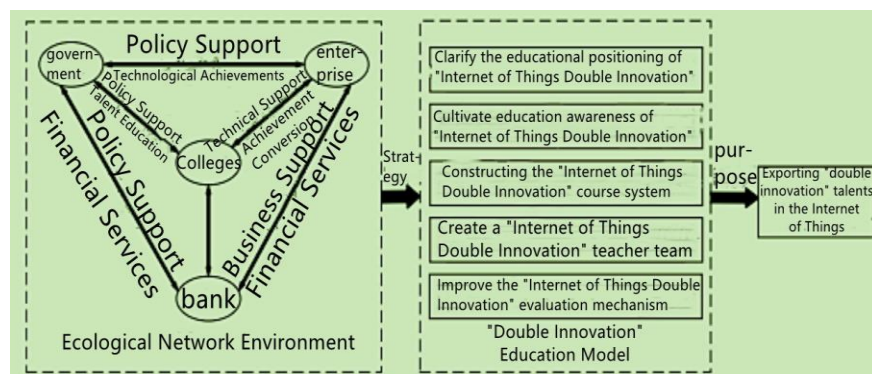 govern-
ment
Policy Support
enter-
prise
Technological Achievements
Policy Support
Talent Education
Technical Support
Achievement
Conversion
Colleges
Policy Support
Financial Services
Business Support
Financial Services
bank
Ecological Network Environment
Strat-
egy
Clarify the educational positioning of
"Internet of Things Double Innovation"
Cultivate education awareness of
"Internet of Things Double Innovation"
Constructing the "Internet of Things
Double Innovation" course system
Create a "Internet of Things
Double Innovation" teacher team
Improve the "Internet of Things Double
Innovation" evaluation mechanism
"Double Innovation"
Education Model
pur-
pose
Exporting "double
innovation" talents
in the Internet
of Things